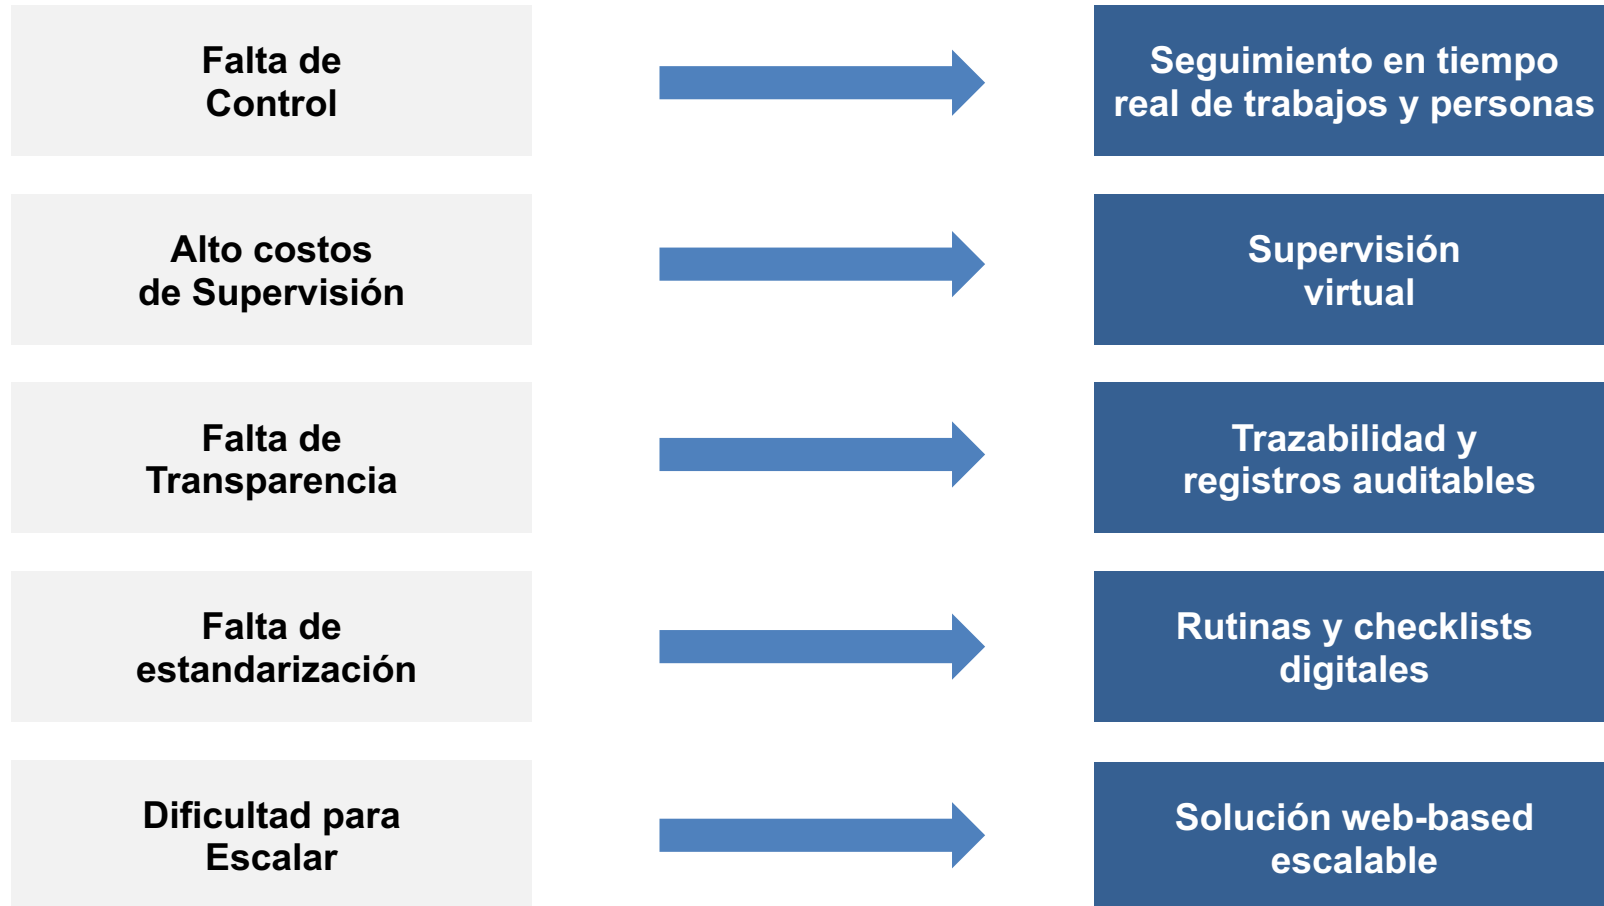 Falta de
Control
Seguimiento en tiempo
real de trabajos y personas
Alto costos
de Supervisión
Supervisión
virtual
Falta de
Transparencia
Trazabilidad y
registros auditables
Falta de
estandarización
Rutinas y checklists
digitales
Dificultad para
Escalar
Solución web-based
escalable